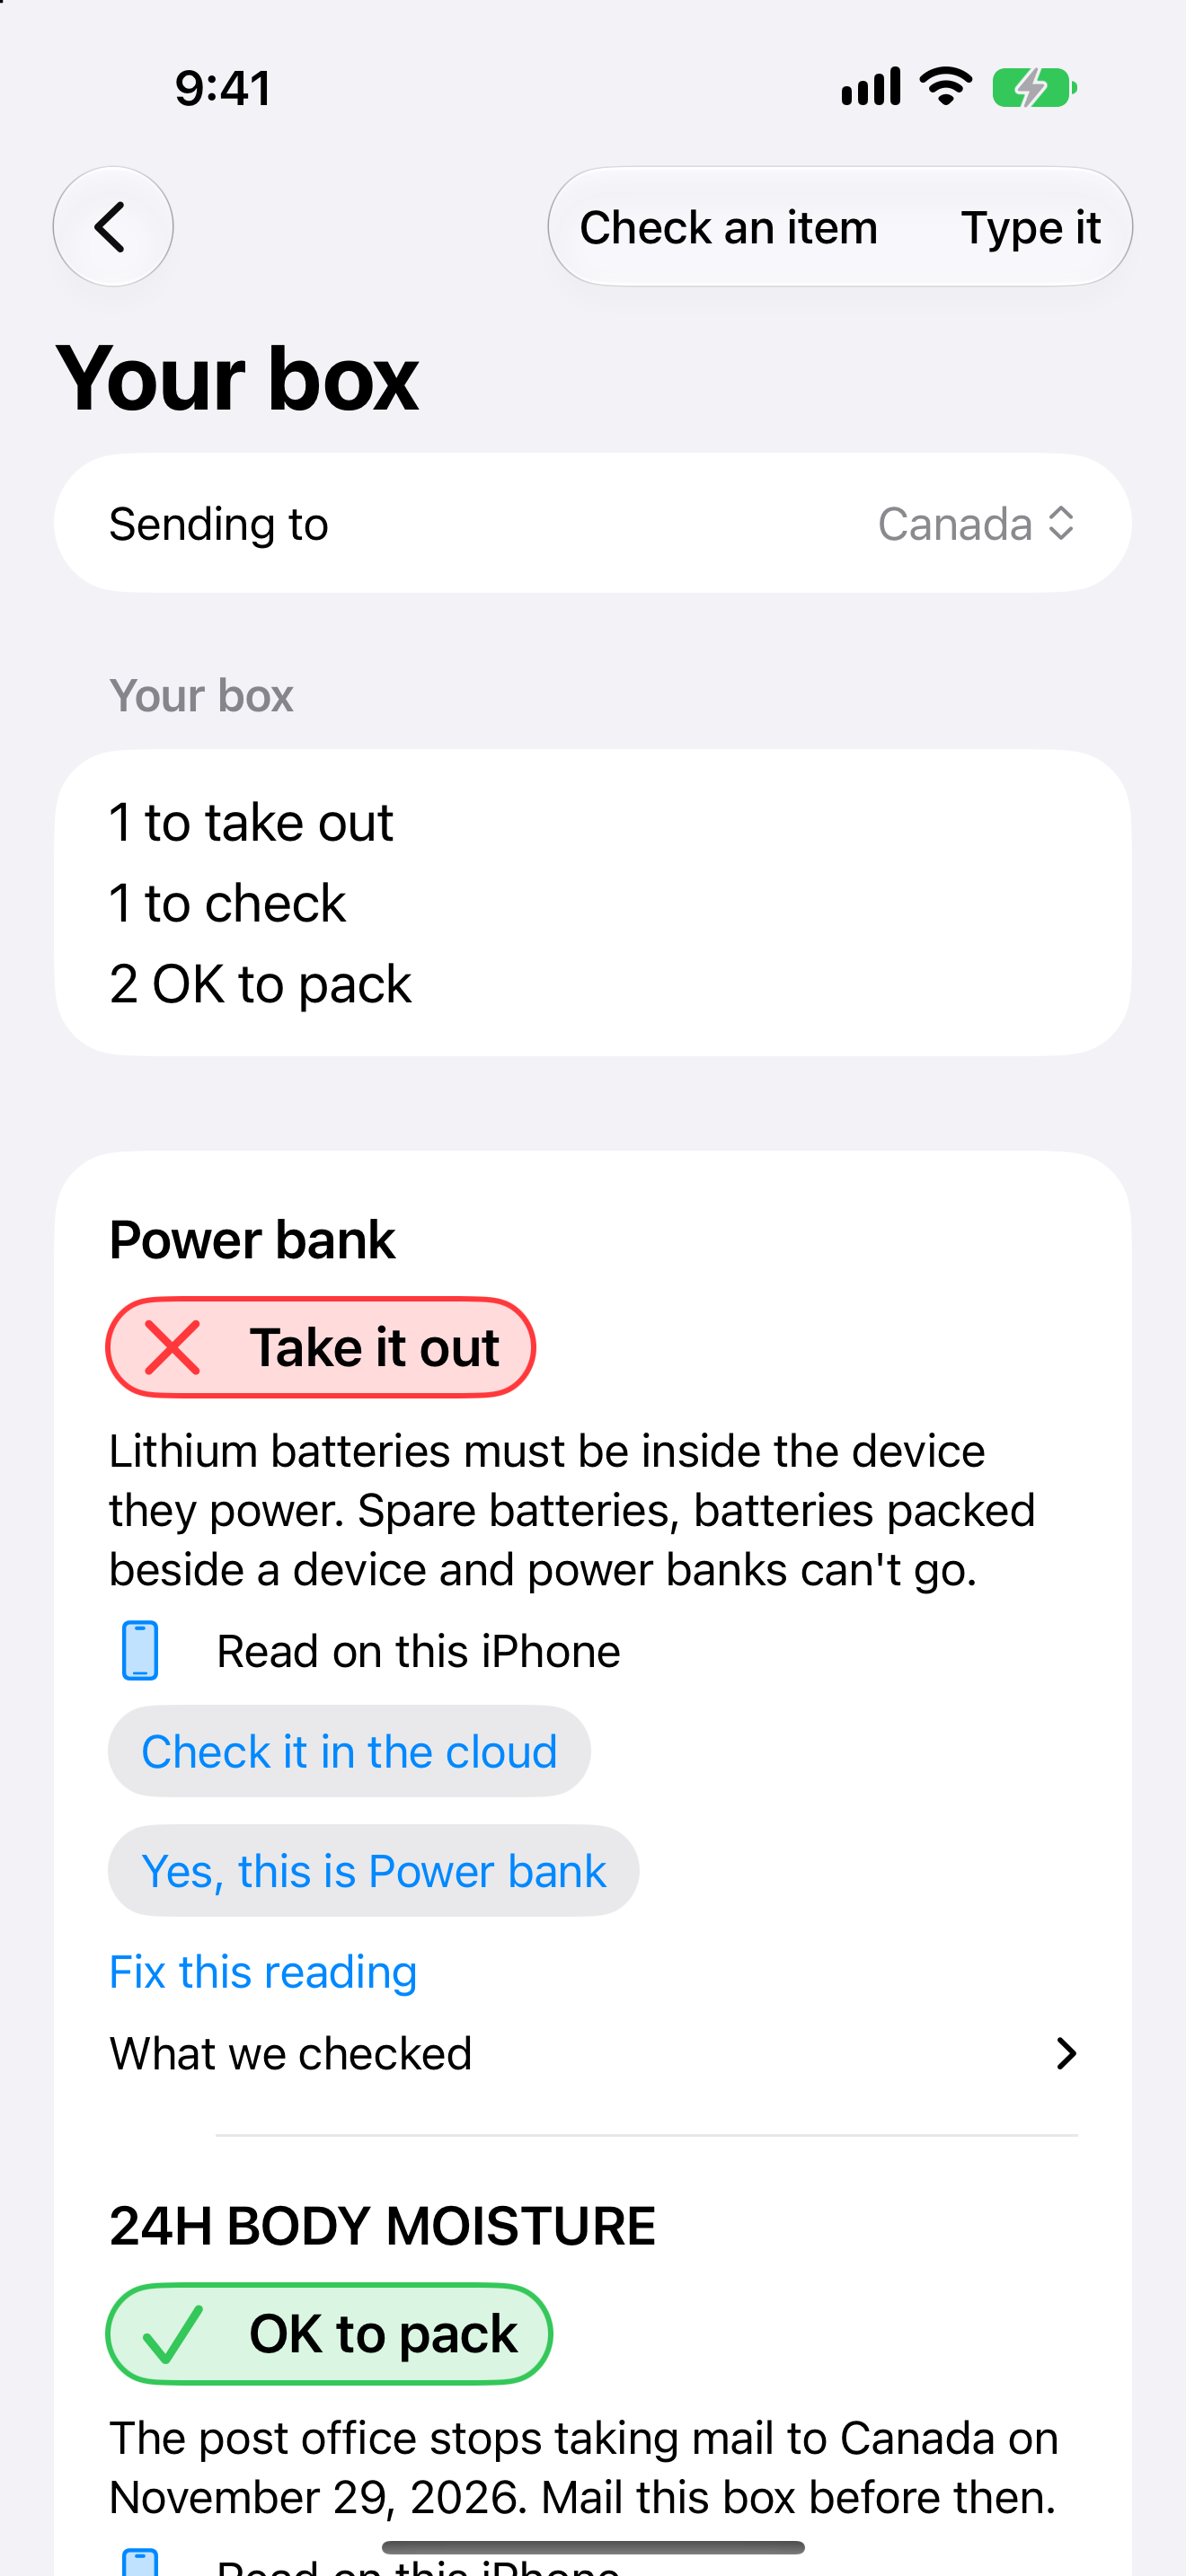 9:41
Check an item Type it
Your box
Sending to Canada
Your box
1 to take out
1 to check
2 OK to pack
Power bank
Take it out
Lithium batteries must be inside the device
they power. Spare batteries, batteries packed
beside a device and power banks can't go.
Read on this iPhone
Check it in the cloud
Yes, this is Power bank
Fix this reading
What we checked
24H BODY MOISTURE
OK to pack
The post office stops taking mail to Canada on
November 29, 2026. Mail this box before then.
Read on this iPhone